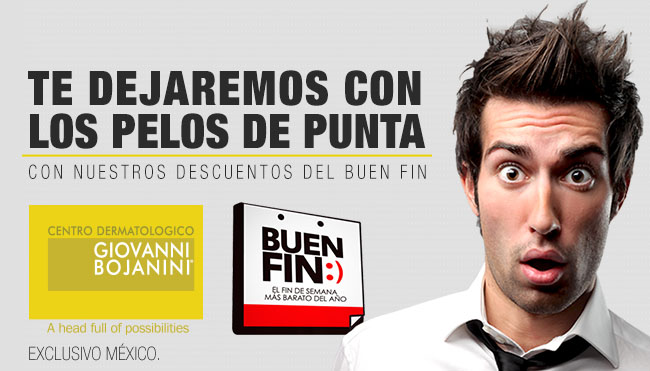 TE DEJAREMOS CON
LOS PELOS DE PUNTA
CON NUESTROS DESCUENTOS DEL BUEN FIN
CENTRO DERMATOLOGICO
GIOVANNI
BOJANINI
A head full of possibilities
BUEN
FIN:)
EL FIN DE SEMANA
MÁS BARATO DEL AÑO
EXCLUSIVO MÉXICO.